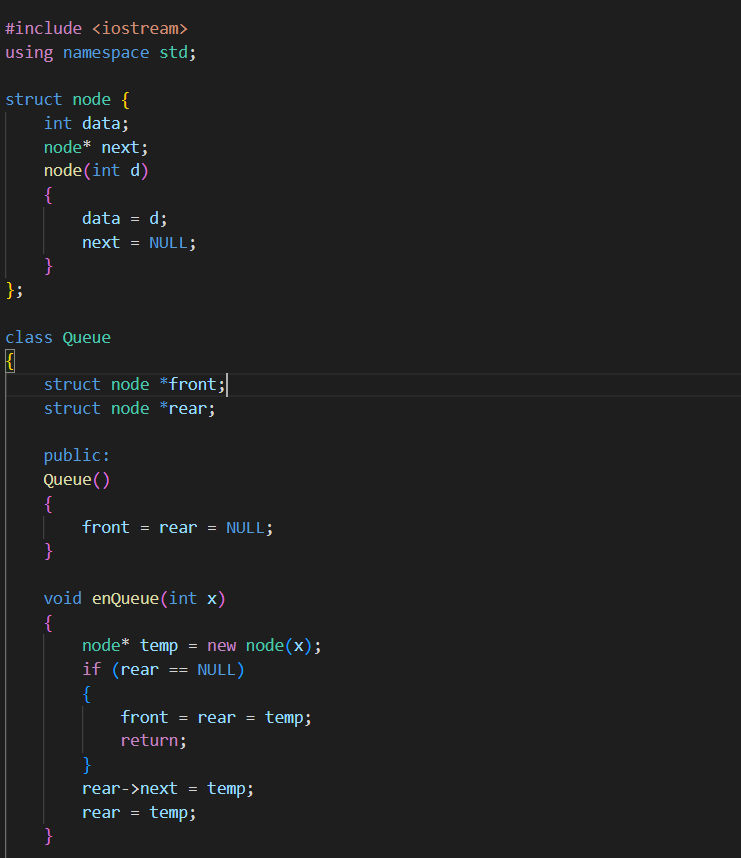 #include <iostream>
using namespace std;

struct node {
    int data;
    node* next;
    node(int d)
    {
        data = d;
        next = NULL;
    }
};

class Queue
{
    struct node *front;
    struct node *rear;

    public:
    Queue()
    {
        front = rear = NULL;
    }

    void enQueue(int x)
    {
        node* temp = new node(x);
        if (rear == NULL)
        {
            front = rear = temp;
            return;
        }
        rear->next = temp;
        rear = temp;
    }